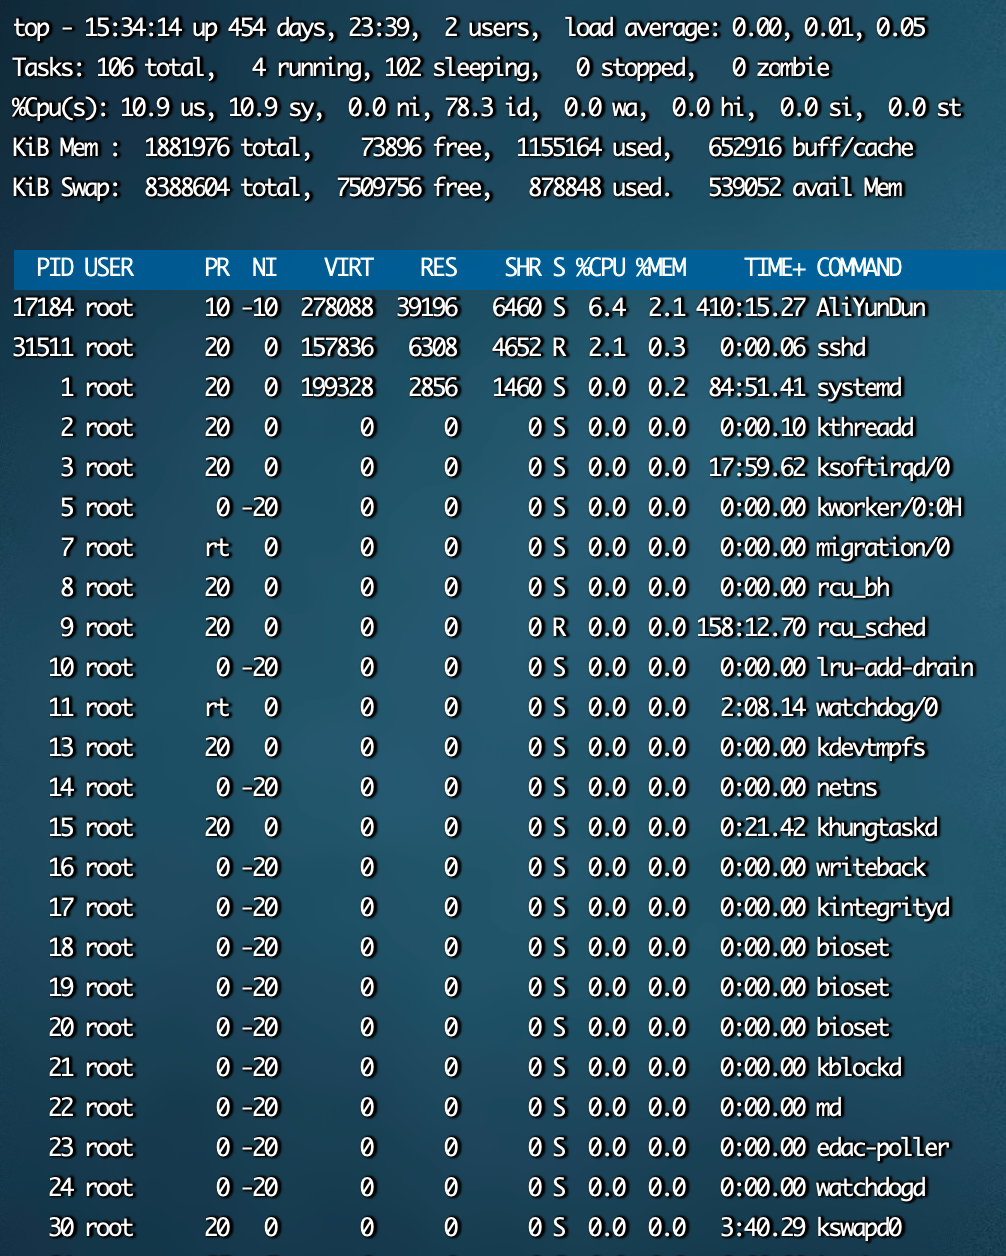 top - 15:34:14 up 454 days, 23:39,  2 users,  load average: 0.00, 0.01, 0.05
Tasks: 106 total,   4 running, 102 sleeping,   0 stopped,   0 zombie
%Cpu(s): 10.9 us, 10.9 sy,  0.0 ni, 78.3 id,  0.0 wa,  0.0 hi,  0.0 si,  0.0 st
KiB Mem :  1881976 total,    73896 free,  1155164 used,   652916 buff/cache
KiB Swap:  8388604 total,  7509756 free,   878848 used.   539052 avail Mem
  PID USER      PR  NI    VIRT    RES    SHR S %CPU %MEM     TIME+ COMMAND
17184 root      10 -10  278088  39196   6460 S  6.4  2.1 410:15.27 AliYunDun
31511 root      20   0  157836   6308   4652 R  2.1  0.3   0:00.06 sshd
    1 root      20   0  199328   2856   1460 S  0.0  0.2  84:51.41 systemd
    2 root      20   0       0      0      0 S  0.0  0.0   0:00.10 kthreadd
    3 root      20   0       0      0      0 S  0.0  0.0  17:59.62 ksoftirqd/0
    5 root       0 -20       0      0      0 S  0.0  0.0   0:00.00 kworker/0:0H
    7 root      rt   0       0      0      0 S  0.0  0.0   0:00.00 migration/0
    8 root      20   0       0      0      0 S  0.0  0.0   0:00.00 rcu_bh
    9 root      20   0       0      0      0 R  0.0  0.0 158:12.70 rcu_sched
   10 root       0 -20       0      0      0 S  0.0  0.0   0:00.00 lru-add-drain
   11 root      rt   0       0      0      0 S  0.0  0.0   2:08.14 watchdog/0
   13 root      20   0       0      0      0 S  0.0  0.0   0:00.00 kdevtmpfs
   14 root       0 -20       0      0      0 S  0.0  0.0   0:00.00 netns
   15 root      20   0       0      0      0 S  0.0  0.0   0:21.42 khungtaskd
   16 root       0 -20       0      0      0 S  0.0  0.0   0:00.00 writeback
   17 root       0 -20       0      0      0 S  0.0  0.0   0:00.00 kintegrityd
   18 root       0 -20       0      0      0 S  0.0  0.0   0:00.00 bioset
   19 root       0 -20       0      0      0 S  0.0  0.0   0:00.00 bioset
   20 root       0 -20       0      0      0 S  0.0  0.0   0:00.00 bioset
   21 root       0 -20       0      0      0 S  0.0  0.0   0:00.00 kblockd
   22 root       0 -20       0      0      0 S  0.0  0.0   0:00.00 md
   23 root       0 -20       0      0      0 S  0.0  0.0   0:00.00 edac-poller
   24 root       0 -20       0      0      0 S  0.0  0.0   0:00.00 watchdogd
   30 root      20   0       0      0      0 S  0.0  0.0   3:40.29 kswapd0